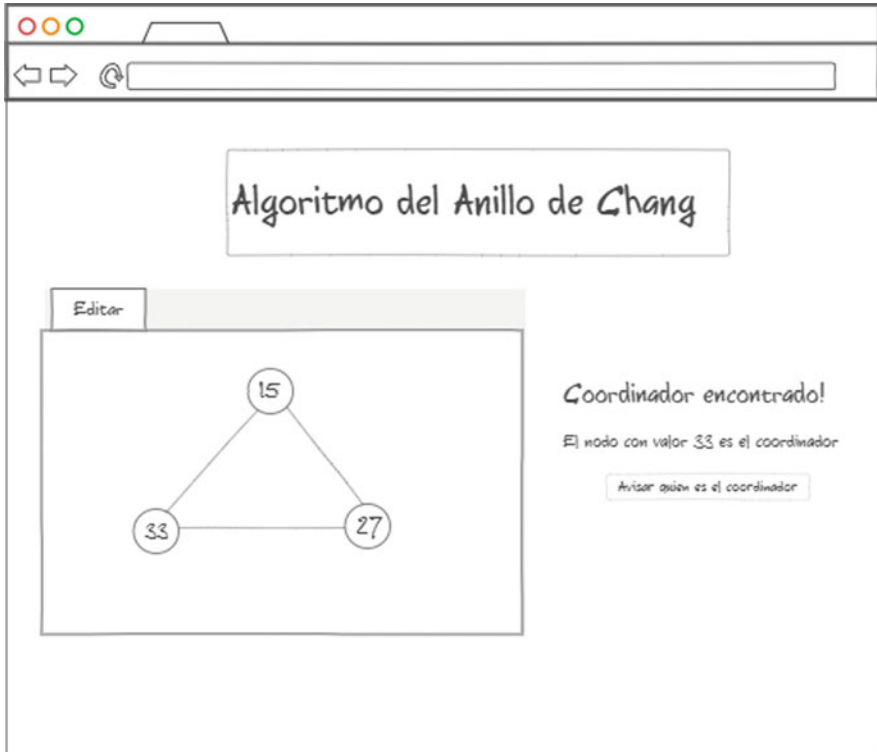 Algoritmo del Anillo de Chang
Editar
15
33
27
Coordinador encontrado!
El nodo con valor 33 es el coordinador
Avisar quien es el coordinador